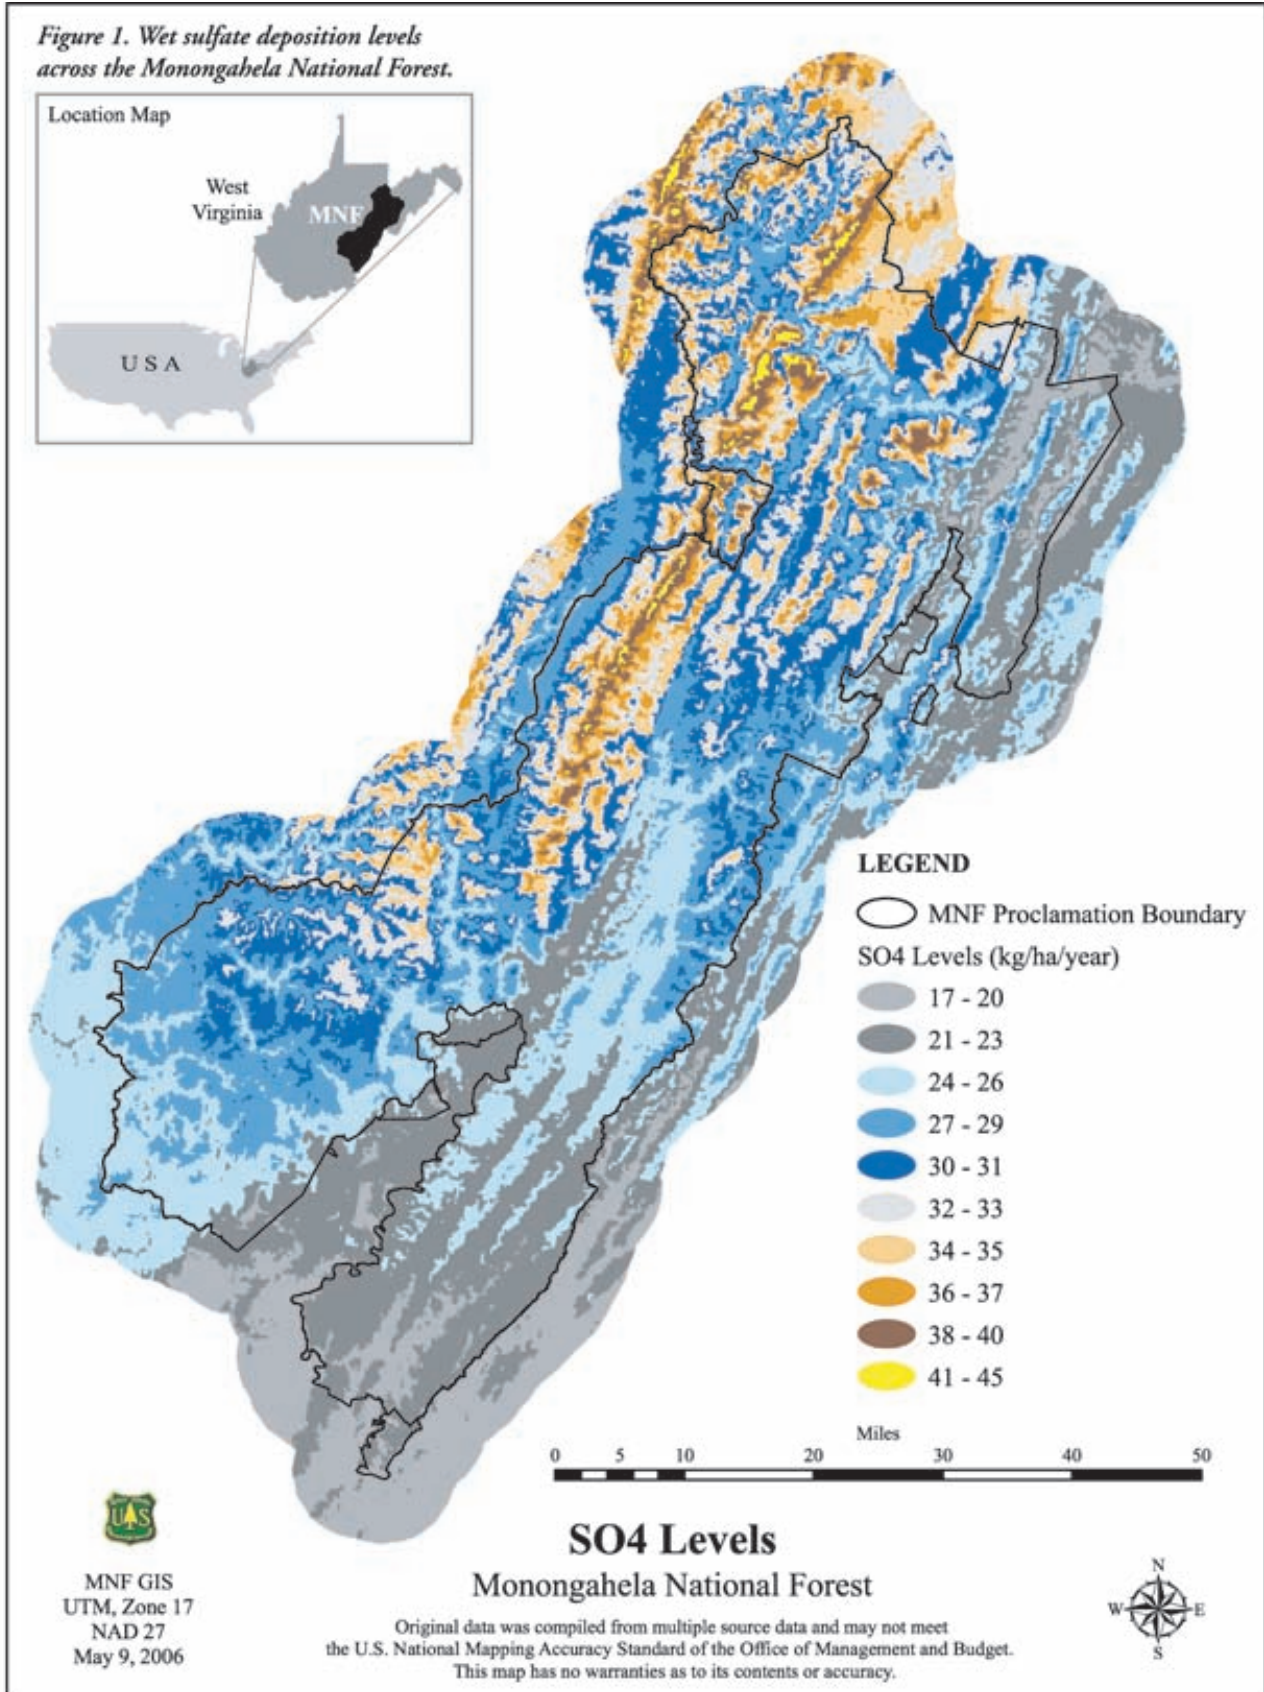 Figure 1. Wet sulfate deposition levels
across the Monongahela National Forest.
Location Map
West
Virginia
MNF
USA
LEGEND
MNF Proclamation Boundary
SO4 Levels (kg/ha/year)
17 - 20
21 - 23
24 - 26
27 - 29
30 - 31
32 - 33
34 - 35
36 - 37
38 - 40
41 - 45
Miles
0 5 10 20 30 40 50
US
SO4 Levels
Monongahela National Forest
MNF GIS
UTM, Zone 17
NAD 27
May 9, 2006
Original data was compiled from multiple source data and may not meet
the U.S. National Mapping Accuracy Standard of the Office of Management and Budget.
This map has no warranties as to its contents or accuracy.
N
W E
S